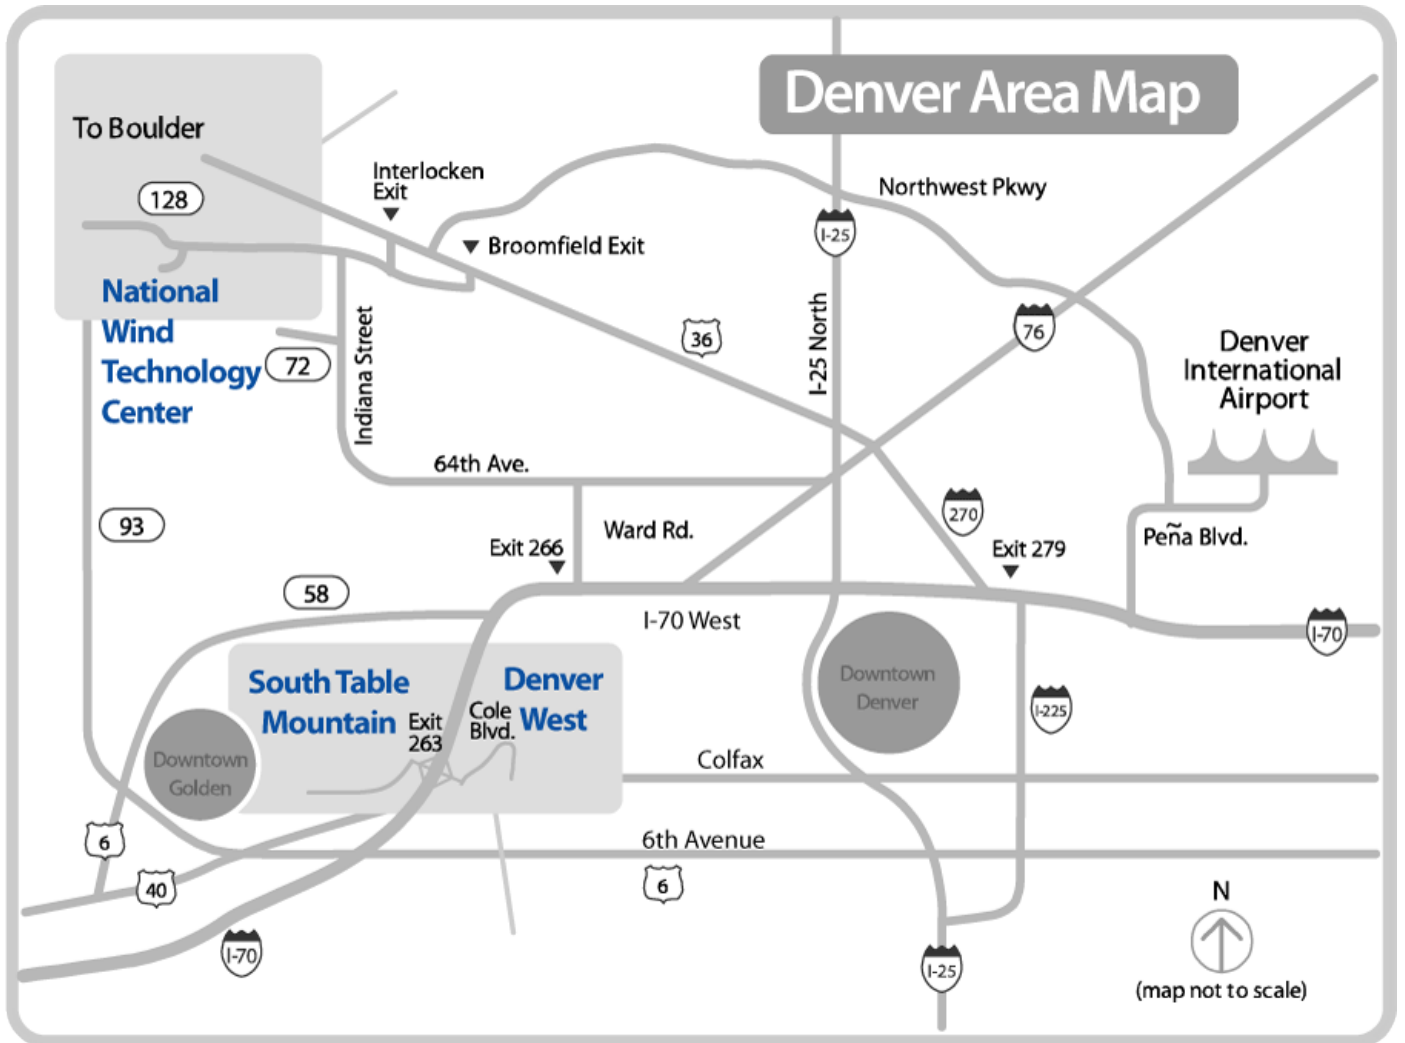 Denver Area Map
To Boulder
128
Interlocken
Exit
Broomfield Exit
Northwest Pkwy
I-25
National
Wind
Technology
Center
72
Indiana Street
36
I-25 North
76
Denver
International
Airport
64th Ave.
93
Exit 266
Ward Rd.
270
Exit 279
Peña Blvd.
58
I-70 West
I-70
South Table
Mountain
Denver
West
Exit
263
Cole
Blvd.
Downtown
Denver
I-225
Downtown
Golden
Colfax
6
6th Avenue
6
40
I-70
I-25
N
(map not to scale)